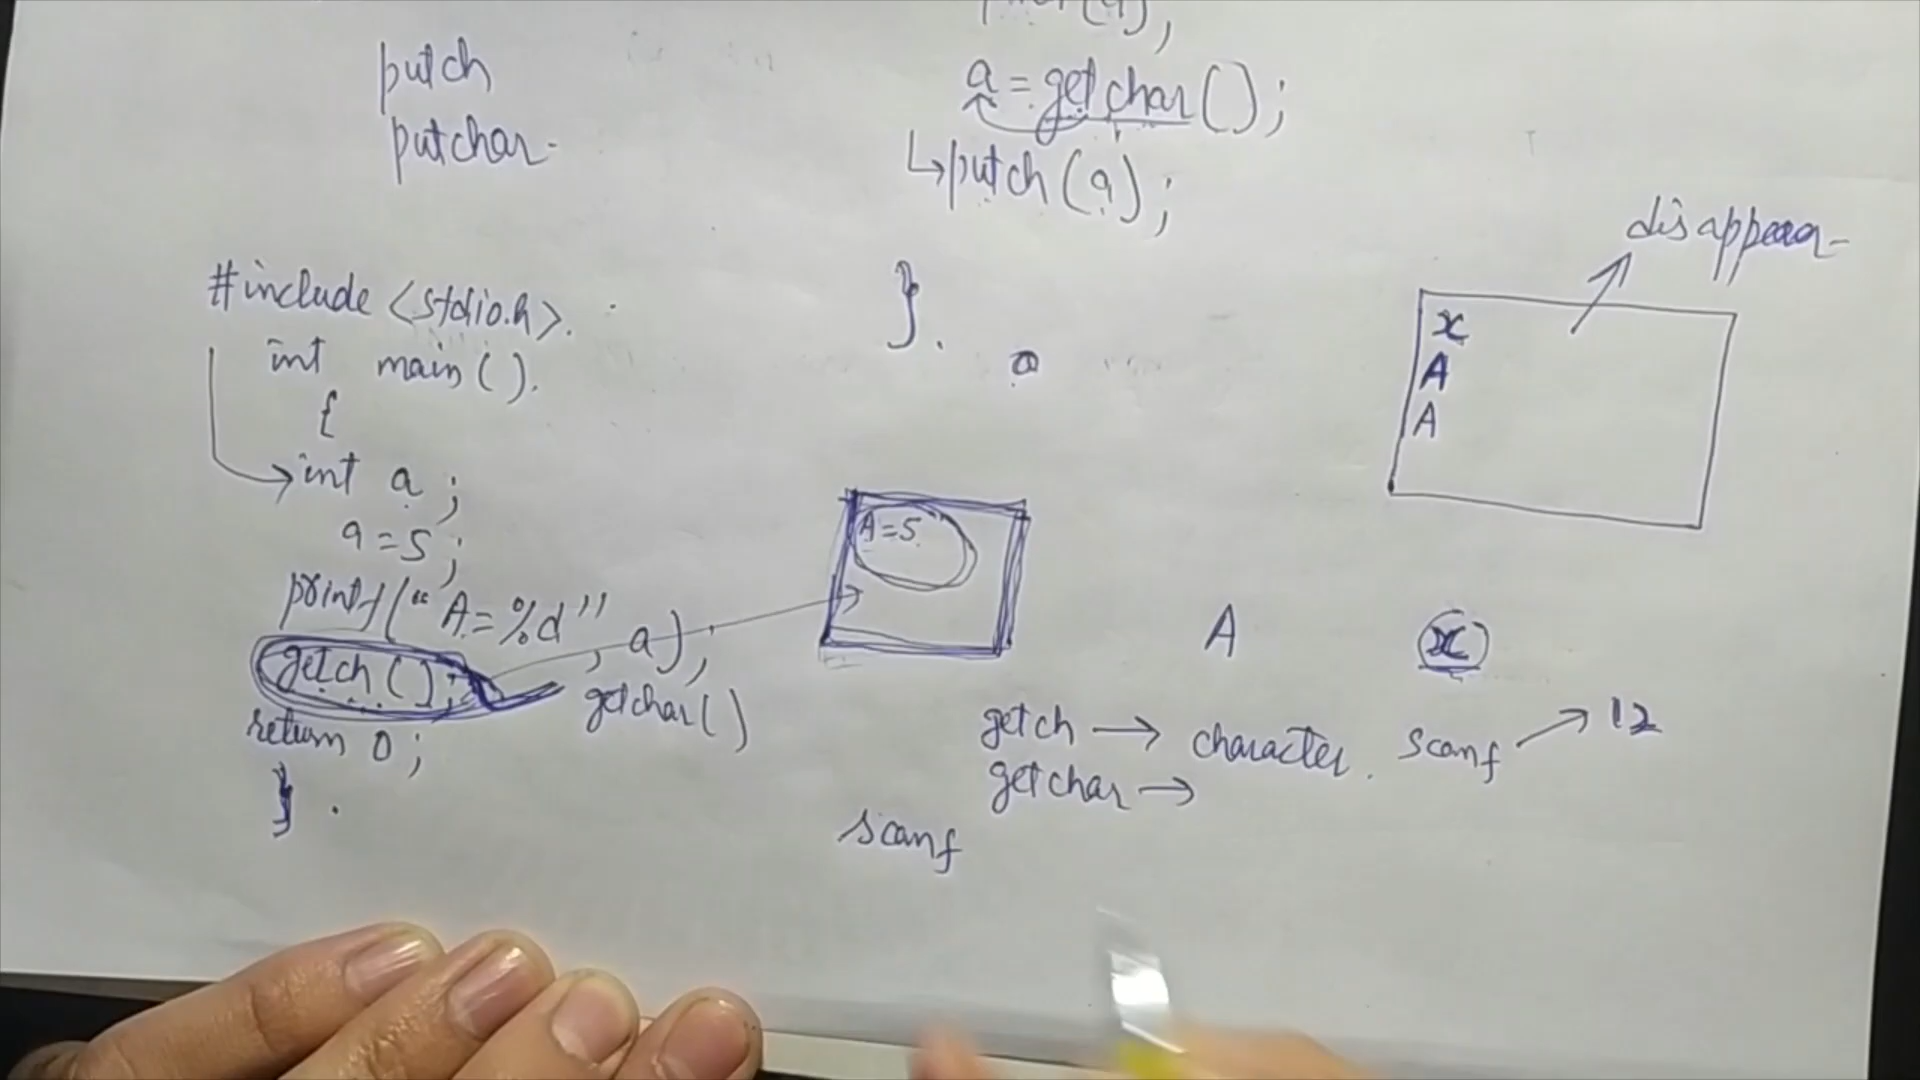 putch
putchar-
a = getchar();
putch(a);
}.
#include <stdio.h>.
int main().
{
int a;
a=5;
printf("A=%d", a);
getch();
getchar()
return 0;
}.
a
A=5
disappear-
x
A
A
A
x
getch → character.
getchar →
scanf → 12
scanf